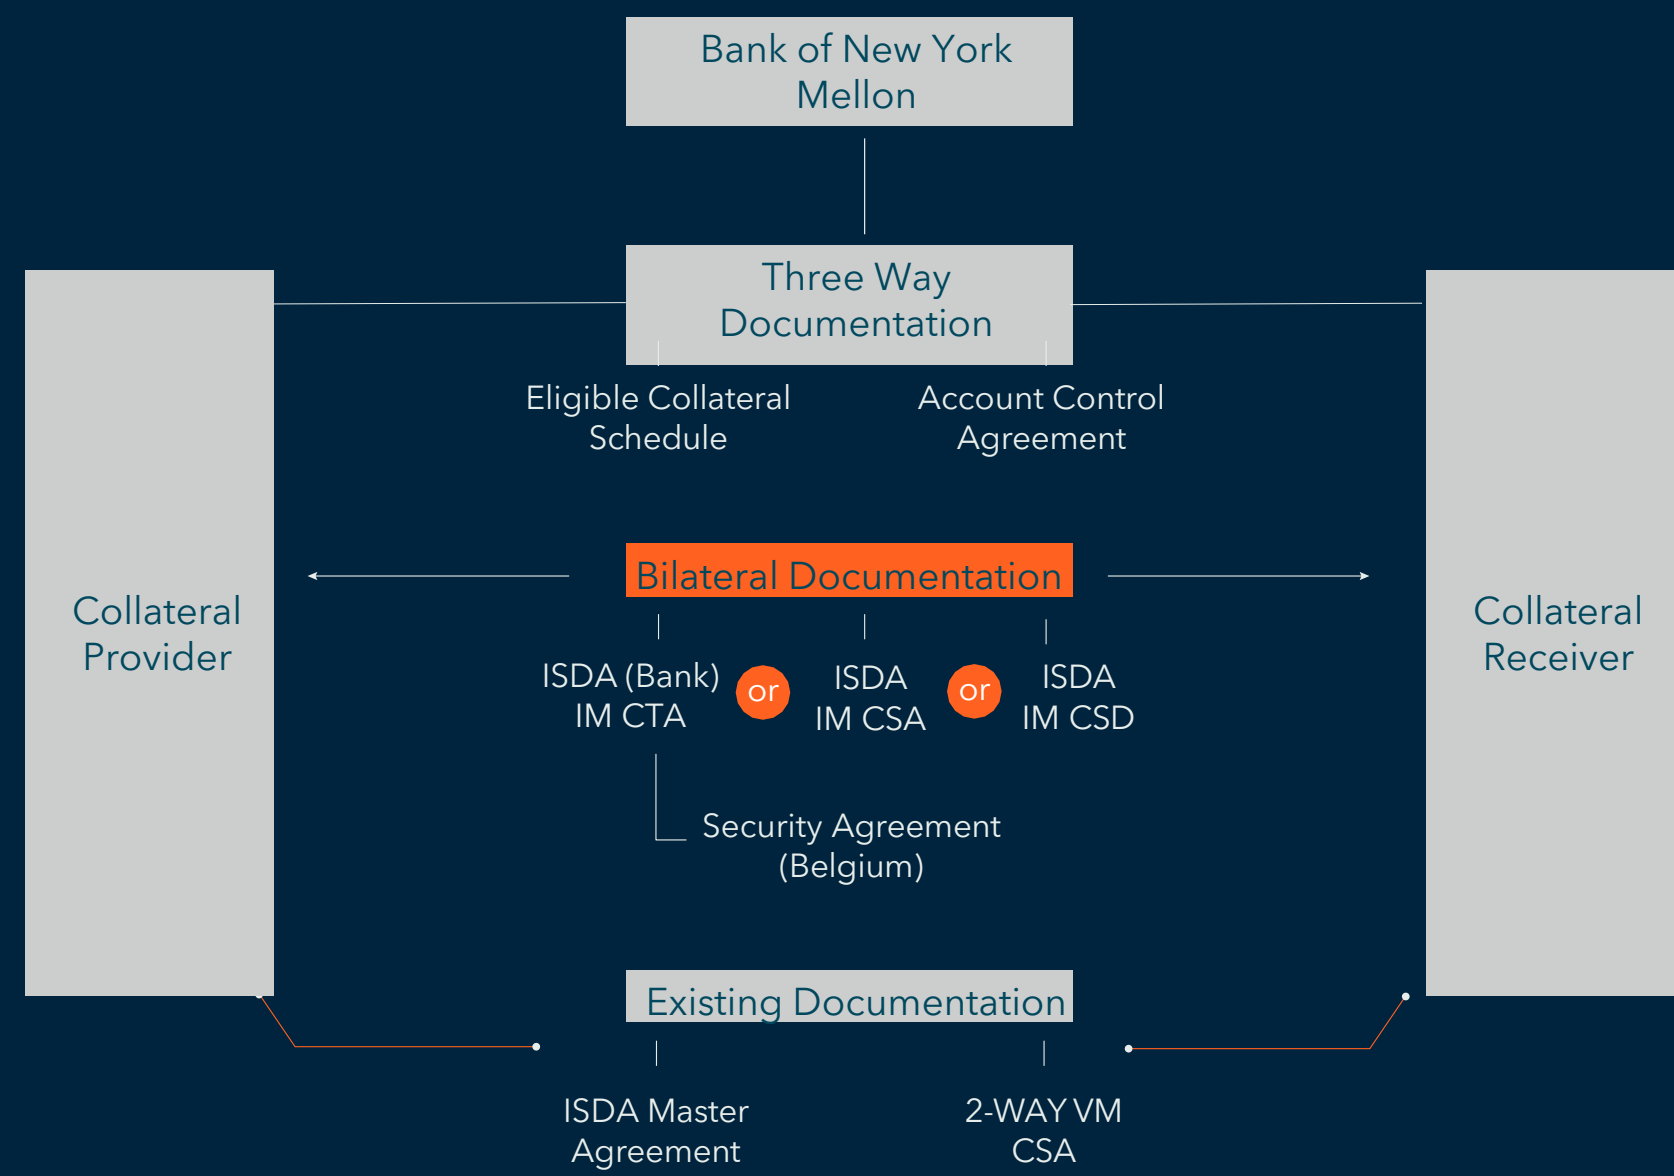 Bank of New York
Mellon
Three Way
Documentation
Eligible Collateral
Schedule
Account Control
Agreement
Bilateral Documentation
Collateral
Provider
Collateral
Receiver
ISDA (Bank)
IM CTA
or
ISDA
IM CSA
or
ISDA
IM CSD
Security Agreement
(Belgium)
Existing Documentation
ISDA Master
Agreement
2-WAY VM
CSA